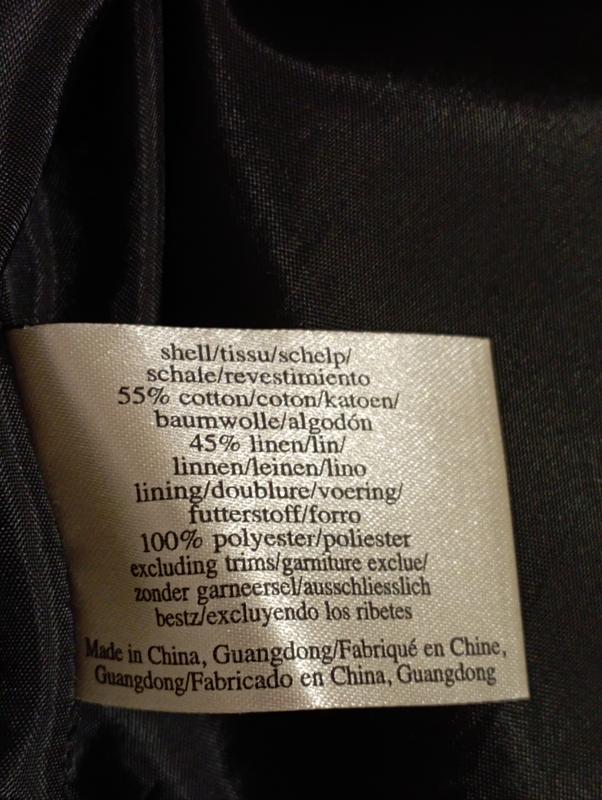 shell/tissu/schelp/
schale/revestimiento
55% cotton/coton/katoen/
baumwolle/algodón
45% linen/lin/
linnen/leinen/lino
lining/doublure/voering/
futterstoff/forro
100% polyester/poliester
excluding trims/garniture exclue/
zonder garneersel/ausschliesslich
bestz/excluyendo los ribetes
Made in China, Guangdong/Fabriqué en Chine,
Guangdong/Fabricado en China, Guangdong